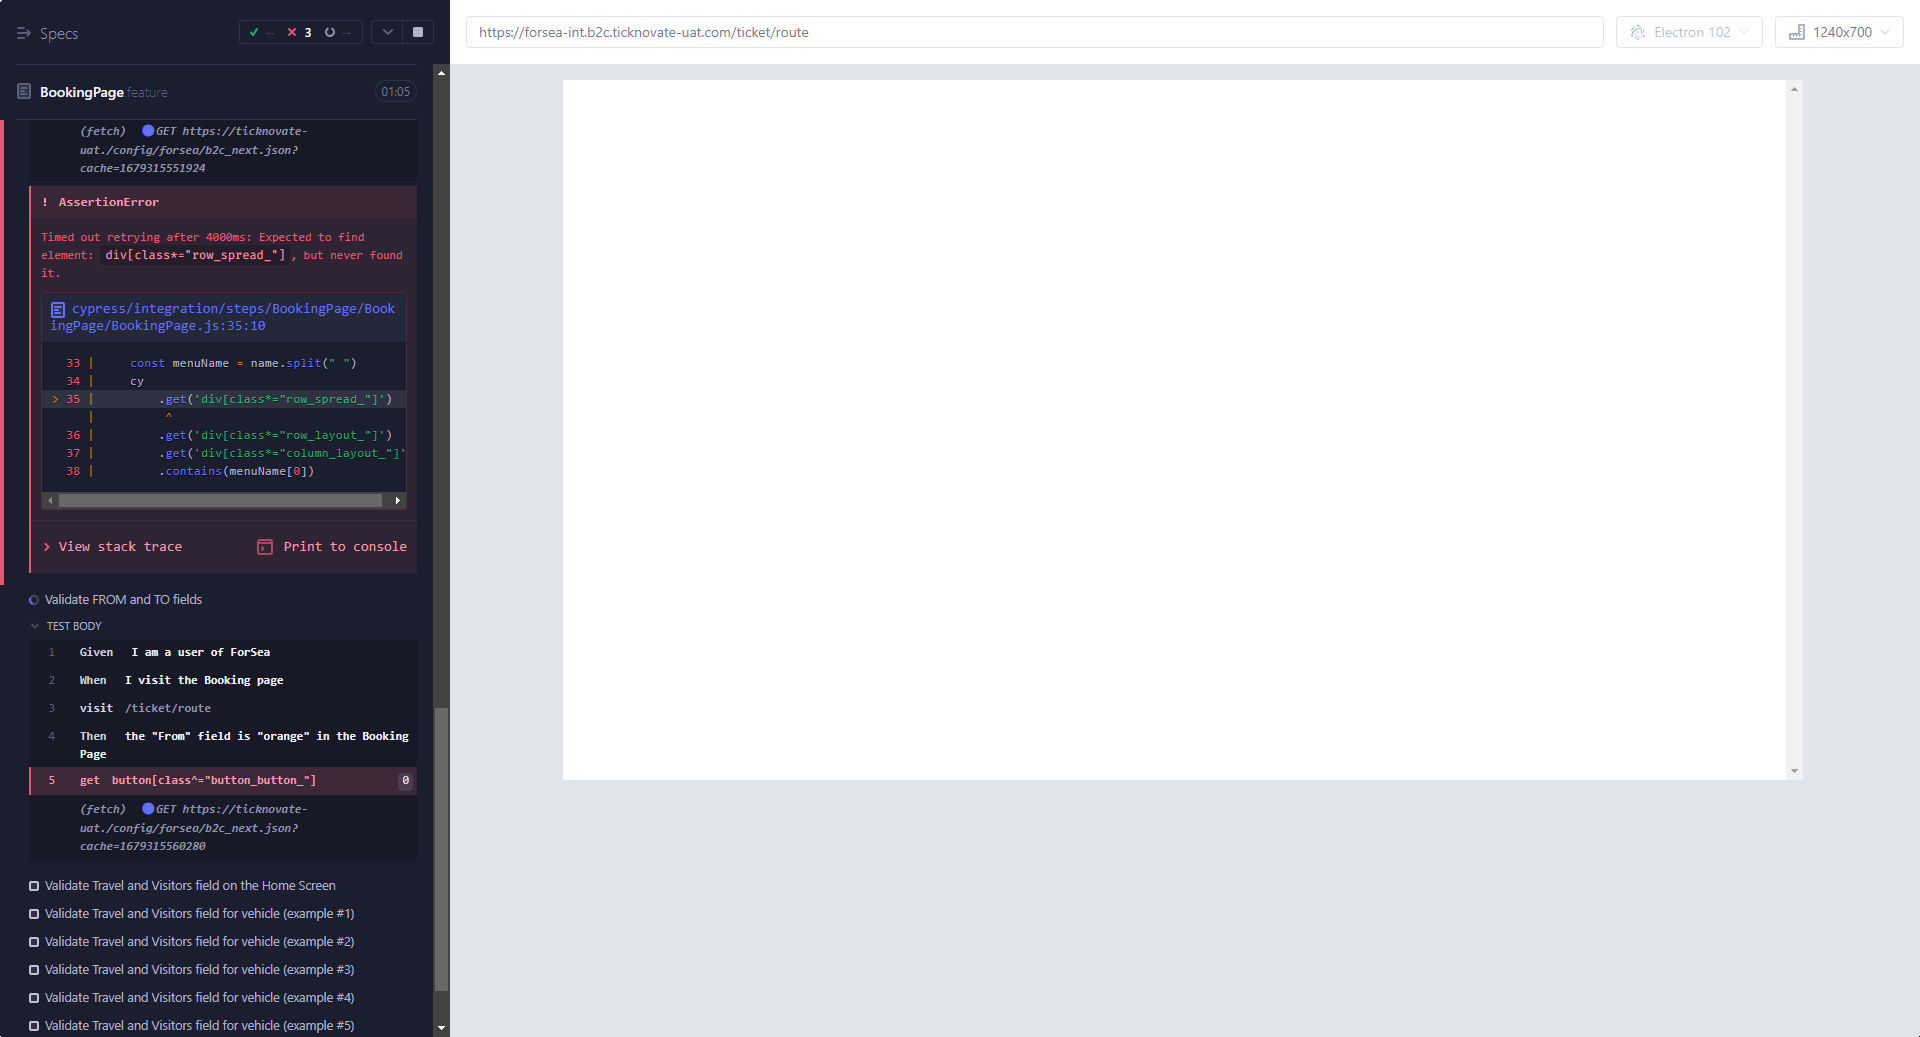 Specs
-- 3 --
BookingPage.feature 01:05
(fetch) GET https://ticknovate-
uat./config/forsea/b2c_next.json?
cache=1679315551924
! AssertionError
Timed out retrying after 4000ms: Expected to find
element: div[class*="row_spread_"], but never found
it.
cypress/integration/steps/BookingPage/Book
ingPage/BookingPage.js:35:10
33 | const menuName = name.split(" ")
34 | cy
> 35 | .get('div[class*="row_spread_"]')
| ^
36 | .get('div[class*="row_layout_"]')
37 | .get('div[class*="column_layout_"]'
38 | .contains(menuName[0])
> View stack trace
Print to console
Validate FROM and TO fields
TEST BODY
1 Given I am a user of ForSea
2 When I visit the Booking page
3 visit /ticket/route
4 Then the "From" field is "orange" in the Booking
Page
5 get button[class^="button_button_"] 0
(fetch) GET https://ticknovate-
uat./config/forsea/b2c_next.json?
cache=1679315560280
Validate Travel and Visitors field on the Home Screen
Validate Travel and Visitors field for vehicle (example #1)
Validate Travel and Visitors field for vehicle (example #2)
Validate Travel and Visitors field for vehicle (example #3)
Validate Travel and Visitors field for vehicle (example #4)
Validate Travel and Visitors field for vehicle (example #5)
https://forsea-int.b2c.ticknovate-uat.com/ticket/route
Electron 102
1240x700